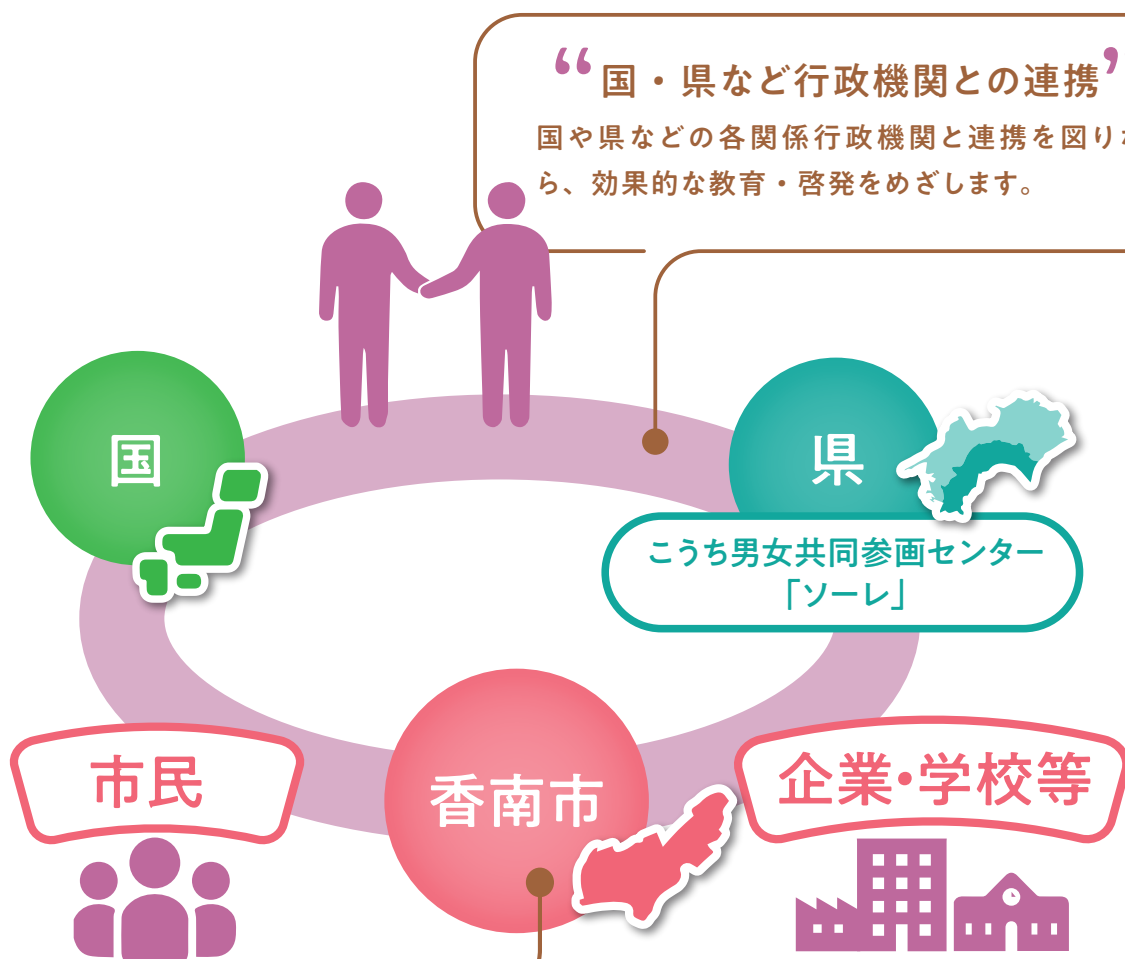 “国・県など行政機関との連携’
国や県などの各関係行政機関と連携を図りな
ら、効果的な教育・啓発をめざします。
国
県
こうち男女共同参画センター
「ソーレ」
市民
香南市
企業・学校等